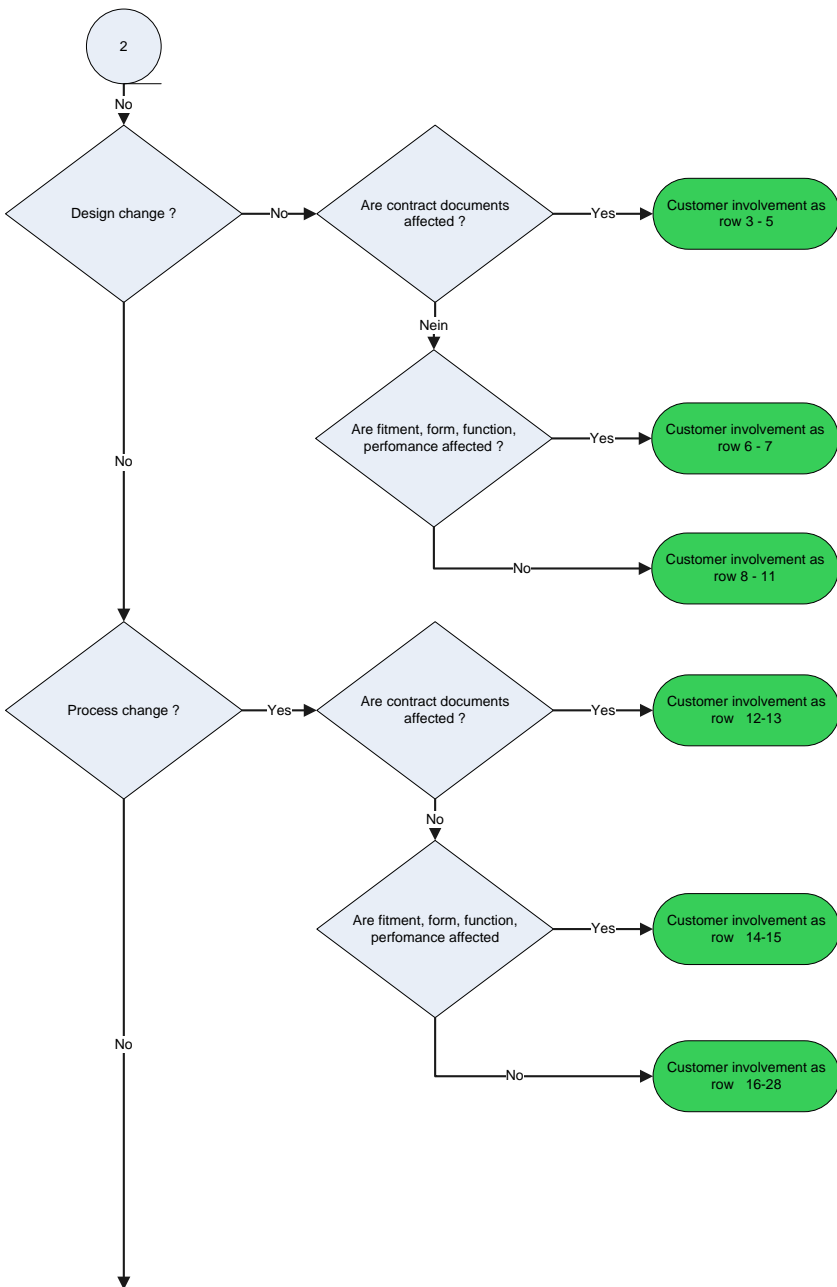 2
No
Design change ?
No
Are contract documents
affected ?
Yes
Customer involvement as
row 3 - 5
Nein
Are fitment, form, function,
perfomance affected ?
Yes
Customer involvement as
row 6 - 7
No
No
Customer involvement as
row 8 - 11
Process change ?
Yes
Are contract documents
affected ?
Yes
Customer involvement as
row 12-13
No
Are fitment, form, function,
perfomance affected
Yes
Customer involvement as
row 14-15
No
No
Customer involvement as
row 16-28